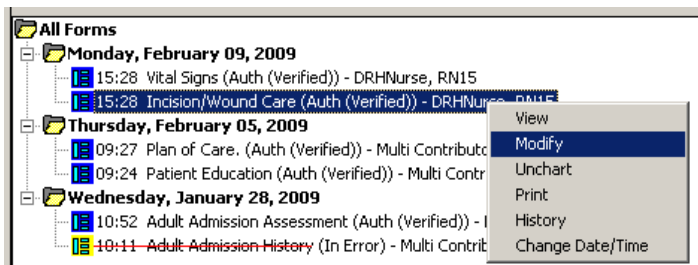 All Forms
Monday, February 09, 2009
15:28 Vital Signs (Auth (Verified)) - DRHNurse, RN15
15:28 Incision/Wound Care (Auth (Verified)) - DRHNurse, RN15
Thursday, February 05, 2009
09:27 Plan of Care. (Auth (Verified)) - Multi Contributo
09:24 Patient Education (Auth (Verified)) - Multi Contr
Wednesday, January 28, 2009
10:52 Adult Admission Assessment (Auth (Verified)) -
10:11 Adult Admission History (In Error) - Multi Contrib
View
Modify
Unchart
Print
History
Change Date/Time